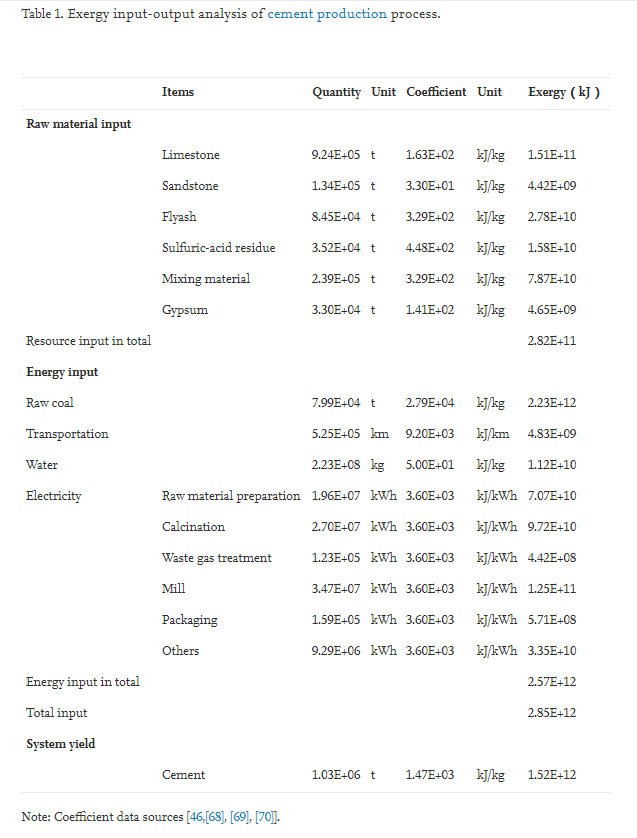 Table 1. Exergy input-output analysis of cement production process.
Items Quantity Unit Coefficient Unit Exergy ( kJ )
Raw material input
Limestone 9.24E+05 t 1.63E+02 kJ/kg 1.51E+11
Sandstone 1.34E+05 t 3.30E+01 kJ/kg 4.42E+09
Flyash 8.45E+04 t 3.29E+02 kJ/kg 2.78E+10
Sulfuric-acid residue 3.52E+04 t 4.48E+02 kJ/kg 1.58E+10
Mixing material 2.39E+05 t 3.29E+02 kJ/kg 7.87E+10
Gypsum 3.30E+04 t 1.41E+02 kJ/kg 4.65E+09
Resource input in total 2.82E+11
Energy input
Raw coal 7.99E+04 t 2.79E+04 kJ/kg 2.23E+12
Transportation 5.25E+05 km 9.20E+03 kJ/km 4.83E+09
Water 2.23E+08 kg 5.00E+01 kJ/kg 1.12E+10
Electricity Raw material preparation 1.96E+07 kWh 3.60E+03 kJ/kWh 7.07E+10
Calcination 2.70E+07 kWh 3.60E+03 kJ/kWh 9.72E+10
Waste gas treatment 1.23E+05 kWh 3.60E+03 kJ/kWh 4.42E+08
Mill 3.47E+07 kWh 3.60E+03 kJ/kWh 1.25E+11
Packaging 1.59E+05 kWh 3.60E+03 kJ/kWh 5.71E+08
Others 9.29E+06 kWh 3.60E+03 kJ/kWh 3.35E+10
Energy input in total 2.57E+12
Total input 2.85E+12
System yield
Cement 1.03E+06 t 1.47E+03 kJ/kg 1.52E+12
Note: Coefficient data sources [46,[68], [69], [70]].